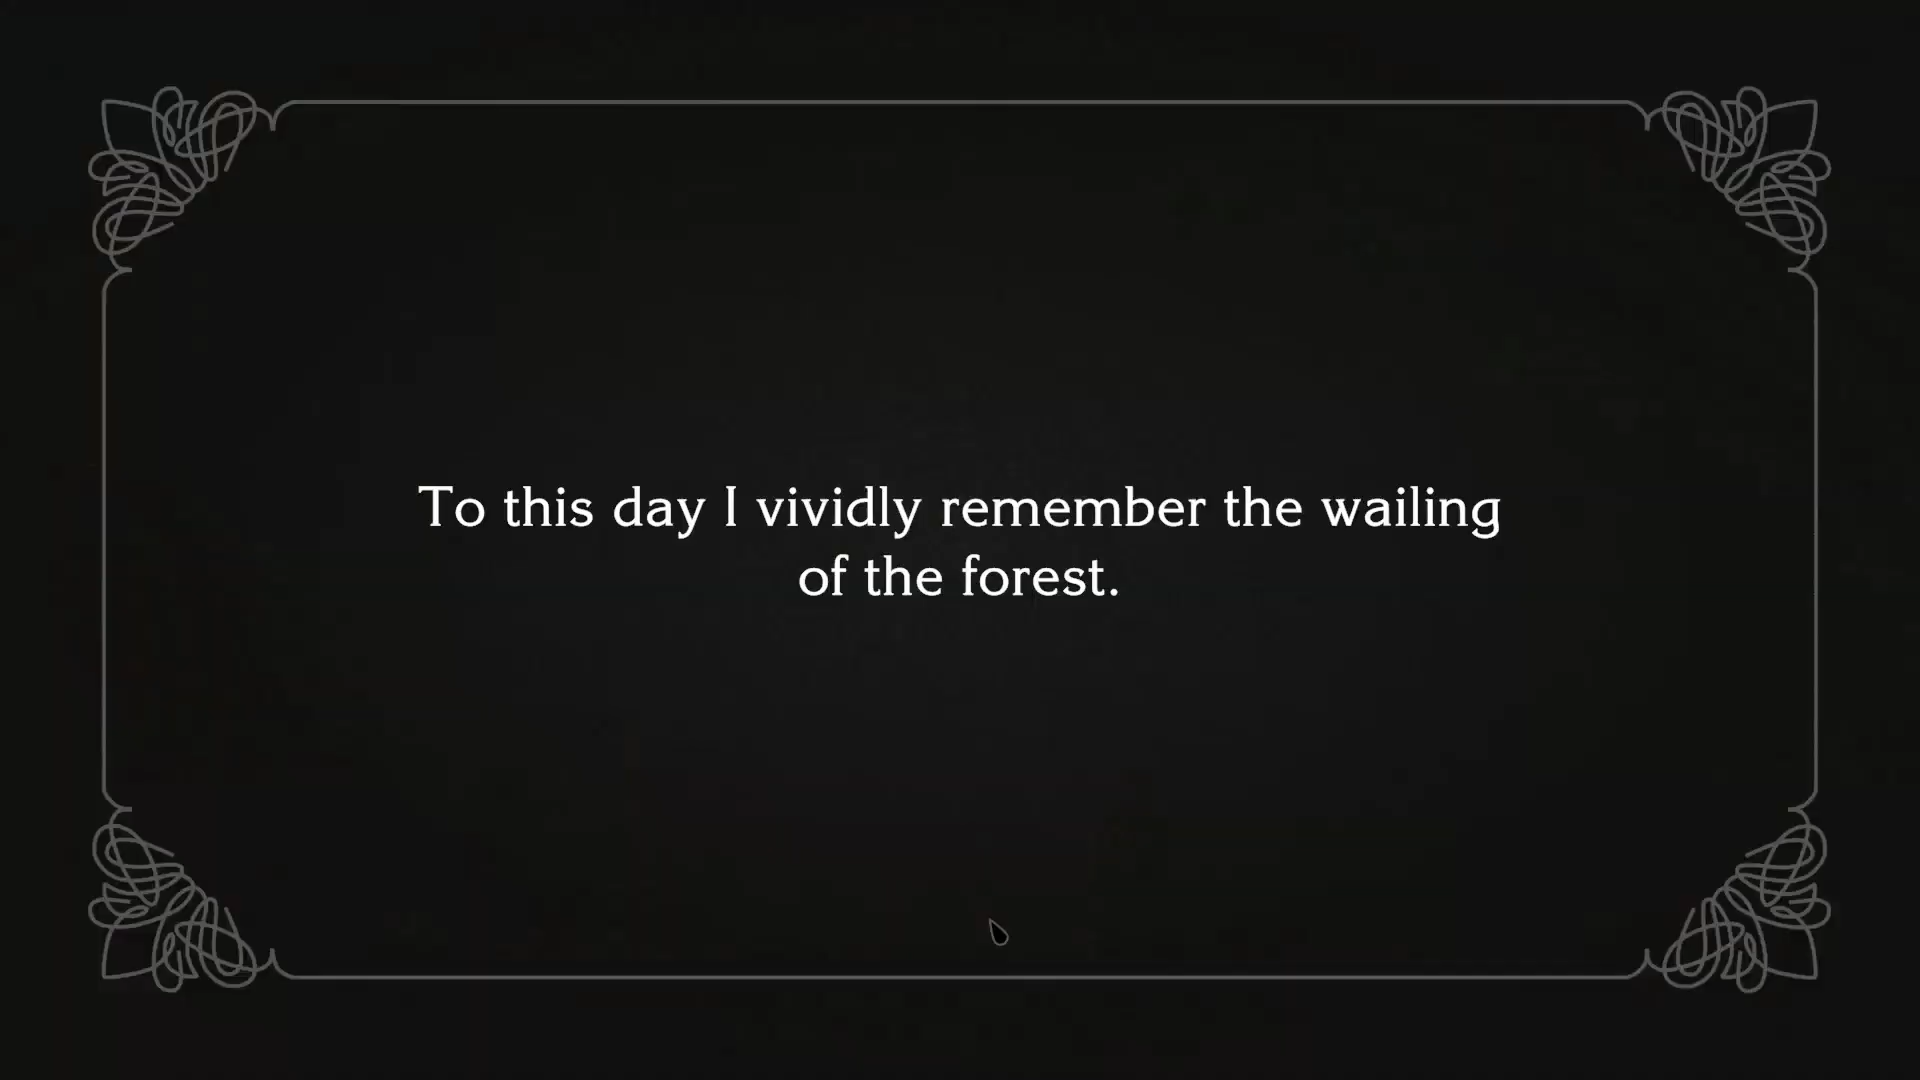 To this day I vividly remember the wailing
of the forest.